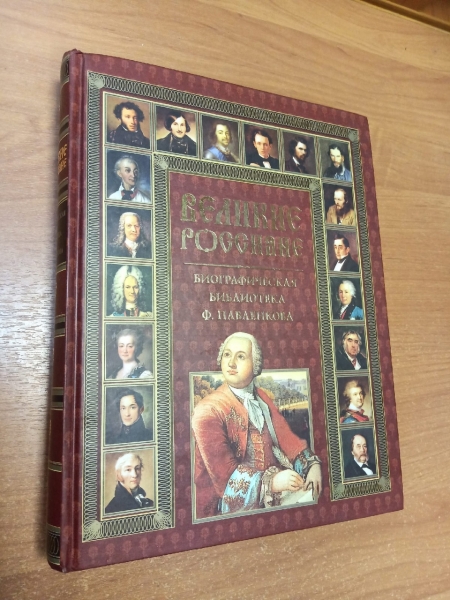 ВЕЛИКИЕ
РОССИЯНЕ
БИОГРАФИЧЕСКАЯ
БИБЛИОТЕКА
Ф. ПАВЛЕНКОВА